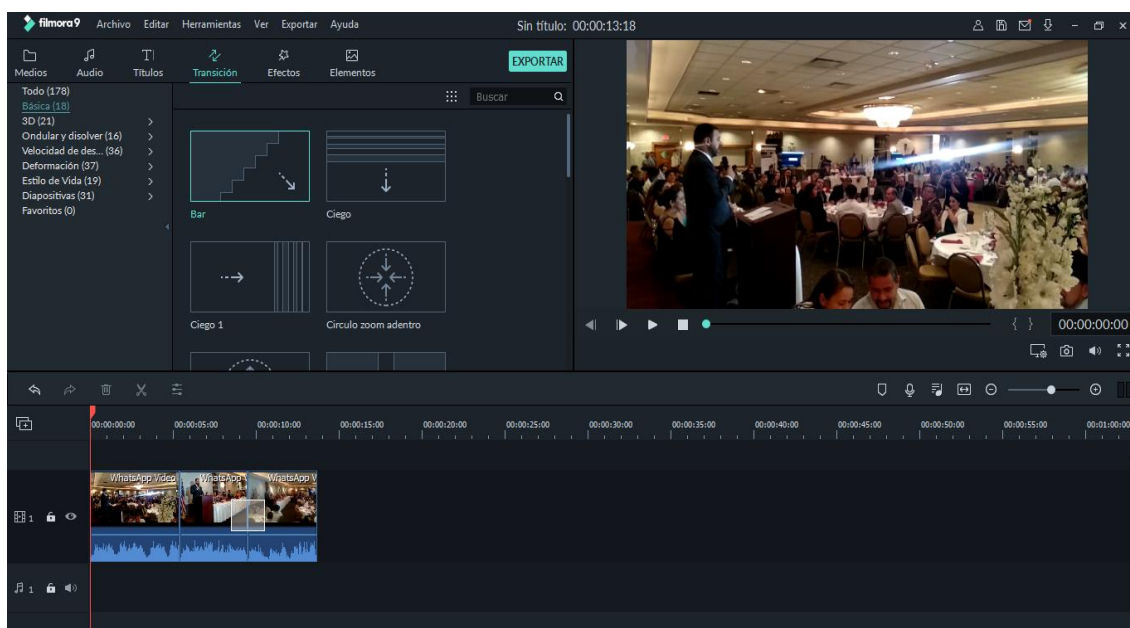 filmora9 Archivo Editar Herramientas Ver Exportar Ayuda Sin título: 00:00:13:18
Medios Audio Títulos Transición Efectos Elementos EXPORTAR
Todo (178)
Básica (18)
3D (21)
Ondular y disolver (16)
Velocidad de des... (36)
Deformación (37)
Estilo de Vida (19)
Diapositivas (31)
Favoritos (0)
Buscar
Bar Ciego
Ciego 1 Circulo zoom adentro
{ } 00:00:00:00
00:00:00:00 00:00:05:00 00:00:10:00 00:00:15:00 00:00:20:00 00:00:25:00 00:00:30:00 00:00:35:00 00:00:40:00 00:00:45:00 00:00:50:00 00:00:55:00 00:01:00:00
WhatsApp Video WhatsApp V WhatsApp V
1
1